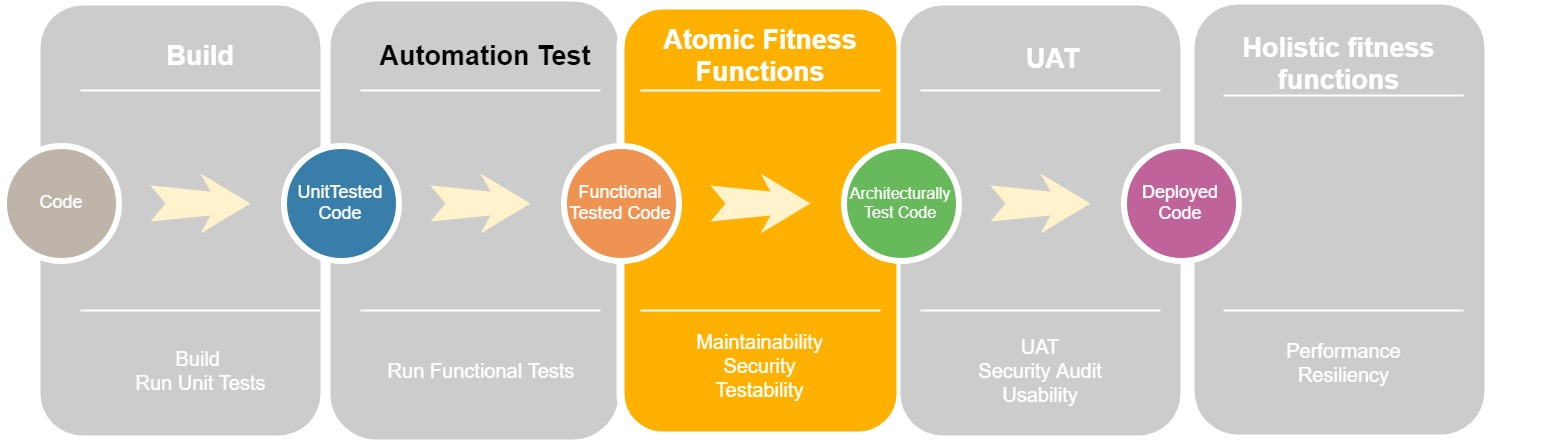 Build
Automation Test
Atomic Fitness
Functions
UAT
Holistic fitness
functions
Code
UnitTested
Code
Functional
Tested Code
Architecturally
Test Code
Deployed
Code
Build
Run Unit Tests
Run Functional Tests
Maintainability
Security
Testability
UAT
Security Audit
Usability
Performance
Resiliency